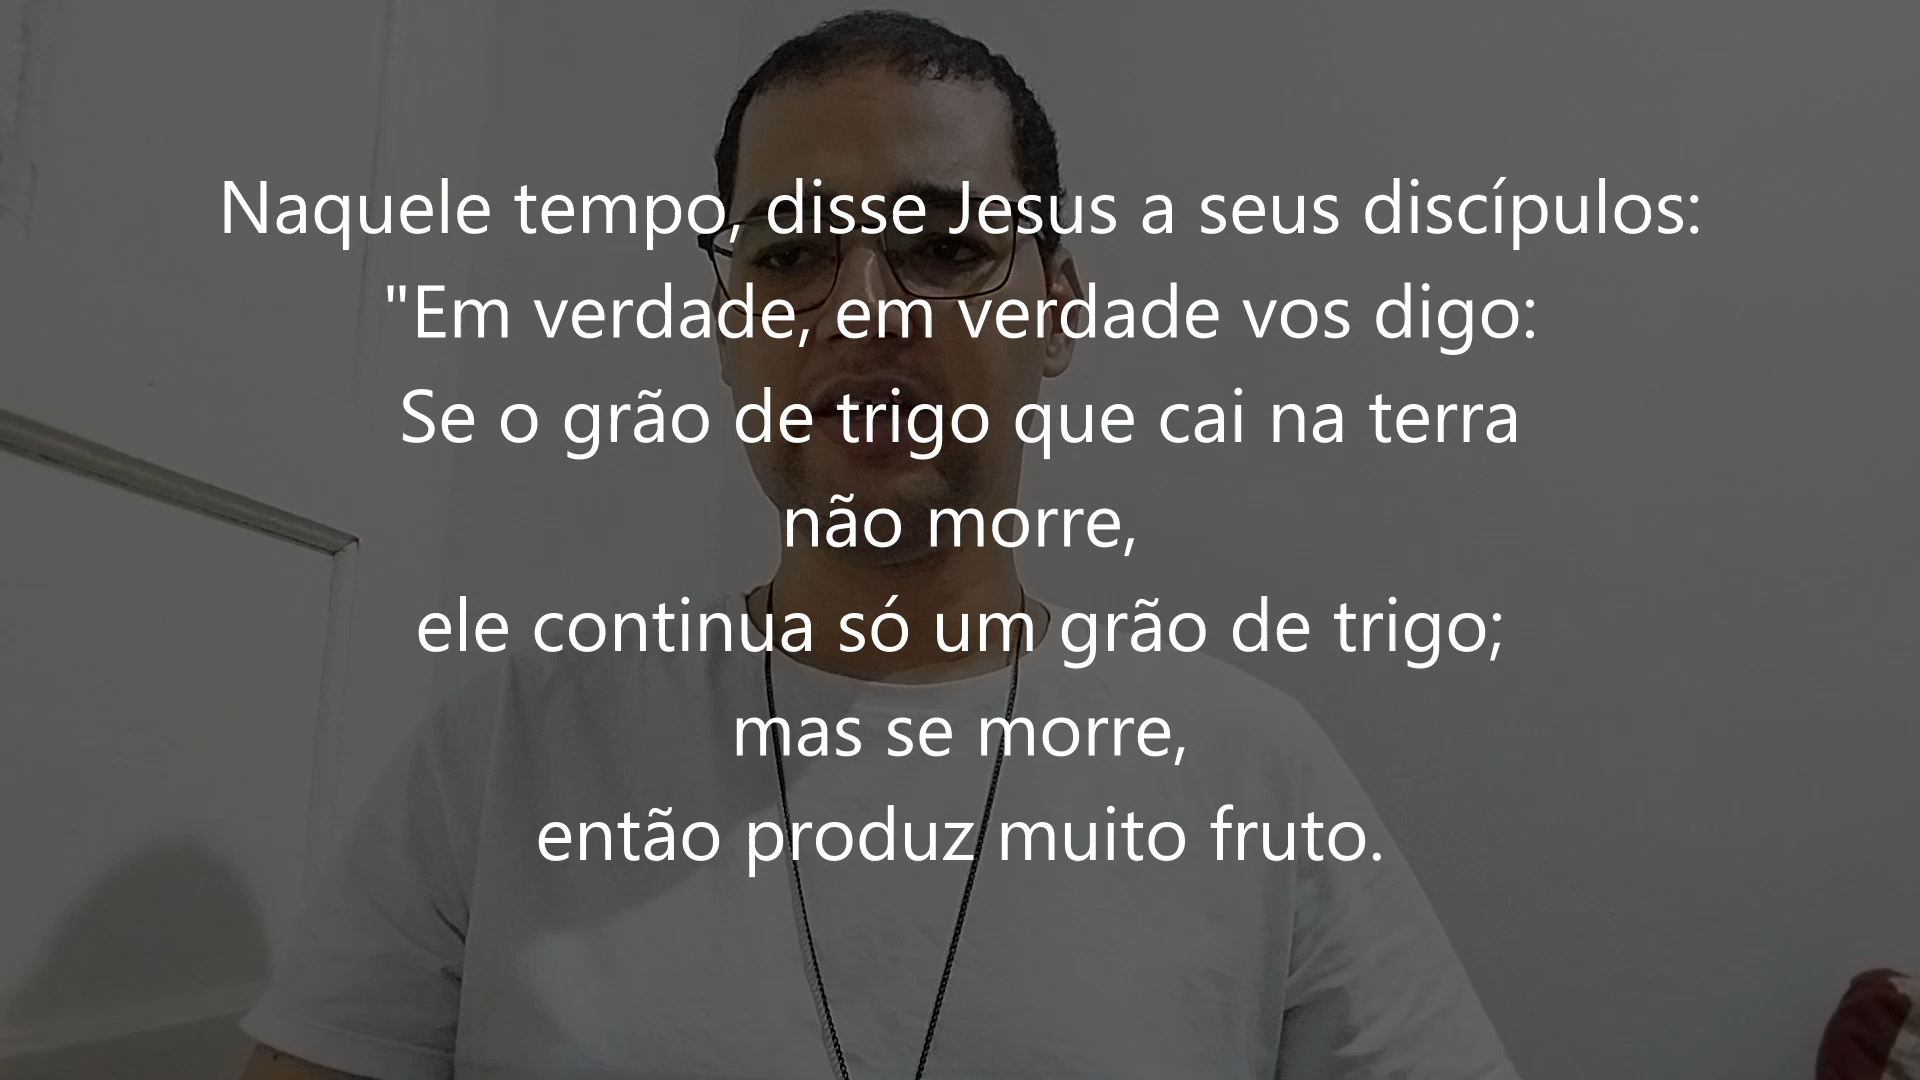 Naquele tempo, disse Jesus a seus discípulos:
"Em verdade, em verdade vos digo:
Se o grão de trigo que cai na terra
não morre,
ele continua só um grão de trigo;
mas se morre,
então produz muito fruto.